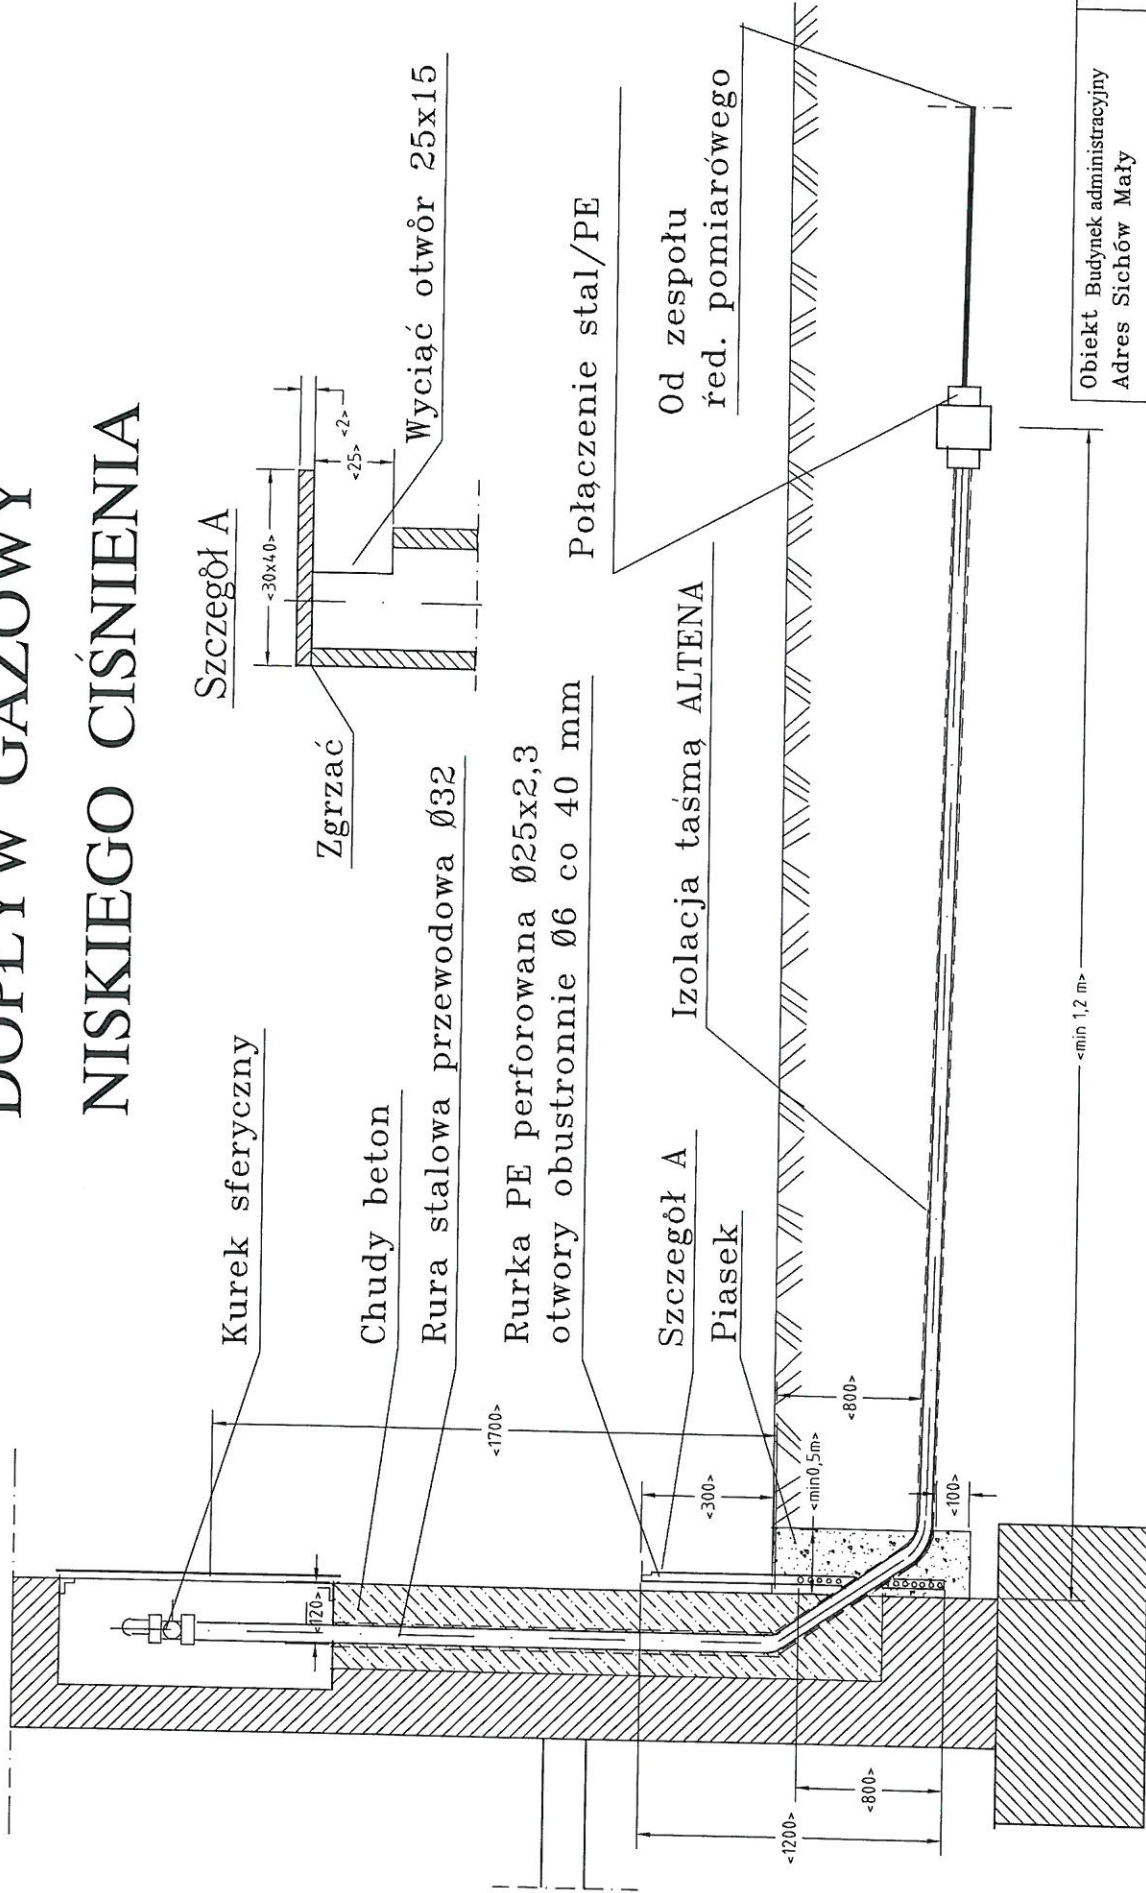 DOPŁYW GAZOWY
NISKIEGO CIŚNIENIA
Szczegół A
<30x40>
<2>
<25>
Zgrzać
Wyciąć otwór 25x15
Kurek sferyczny
Chudy beton
Rura stalowa przewodowa Ø32
Rurka PE perforowana Ø25x2,3
otwory obustronnie Ø6 co 40 mm
Szczegół A
Piasek
Izolacja taśmą ALTENA
Połączenie stal/PE
Od zespołu
red. pomiarówego
<120>
<1700>
<300>
<min0,5m>
<800>
<100>
<1200>
<800>
<min 1,2 m>
Obiekt Budynek administracyjny
Adres Sichów Mały